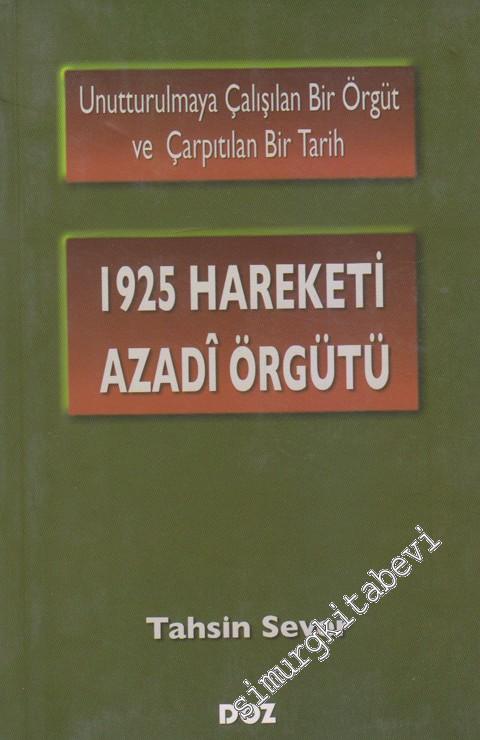 Unutturulmaya Çalışılan Bir Örgüt
ve Çarpıtılan Bir Tarih
1925 HAREKETİ
AZADÎ ÖRGÜTÜ
Tahsin
simurgkitabevi
DOZ